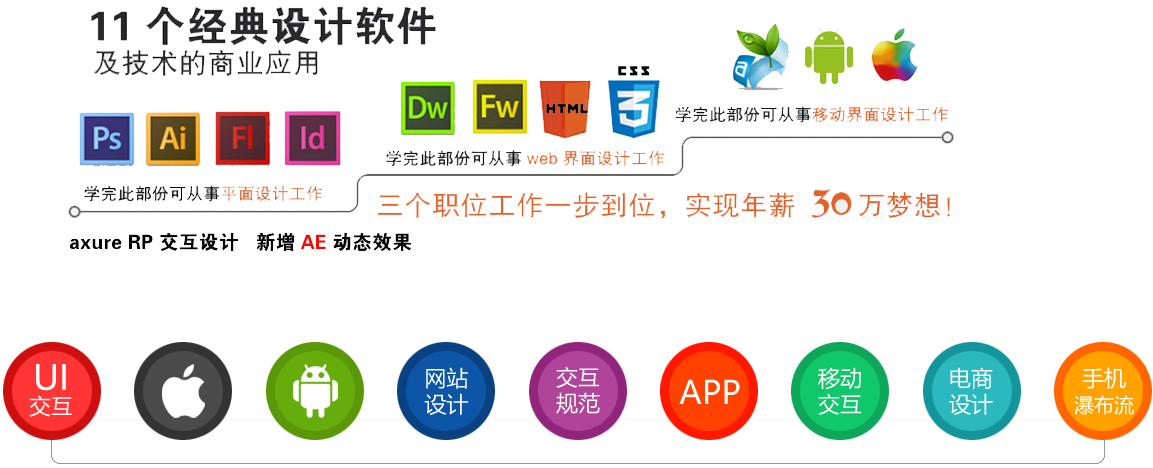 11 个经典设计软件
及技术的商业应用
Ps Ai Fl Id
学完此部份可从事平面设计工作
Dw Fw HTML CSS 3
学完此部份可从事 web 界面设计工作
a
学完此部份可从事移动界面设计工作
三个职位工作一步到位，实现年薪 30 万梦想！
axure RP 交互设计 新增 AE 动态效果
UI
交互
网站
设计
交互
规范
APP
移动
交互
电商
设计
手机
瀑布流